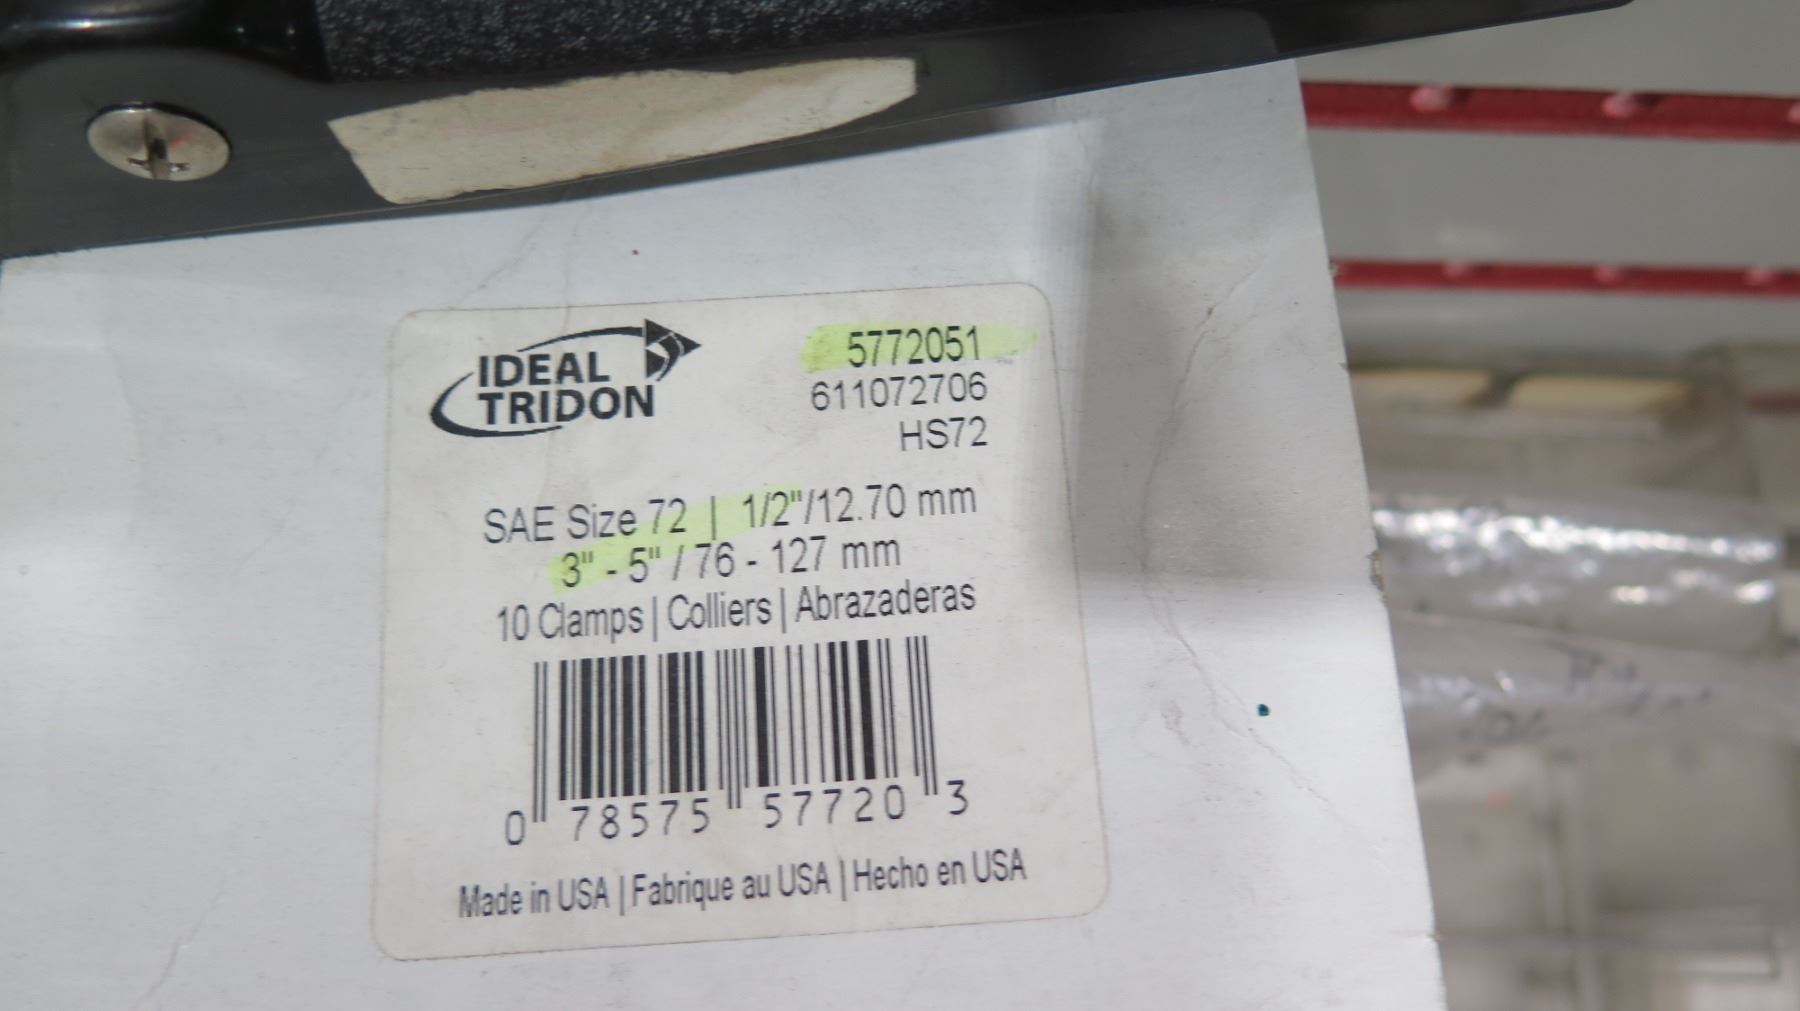 IDEAL
TRIDON
5772051
611072706
HS72
SAE Size 72 | 1/2"/12.70 mm
3" - 5" / 76 - 127 mm
10 Clamps | Colliers | Abrazaderas
0 78575 57720 3
Made in USA | Fabrique au USA | Hecho en USA